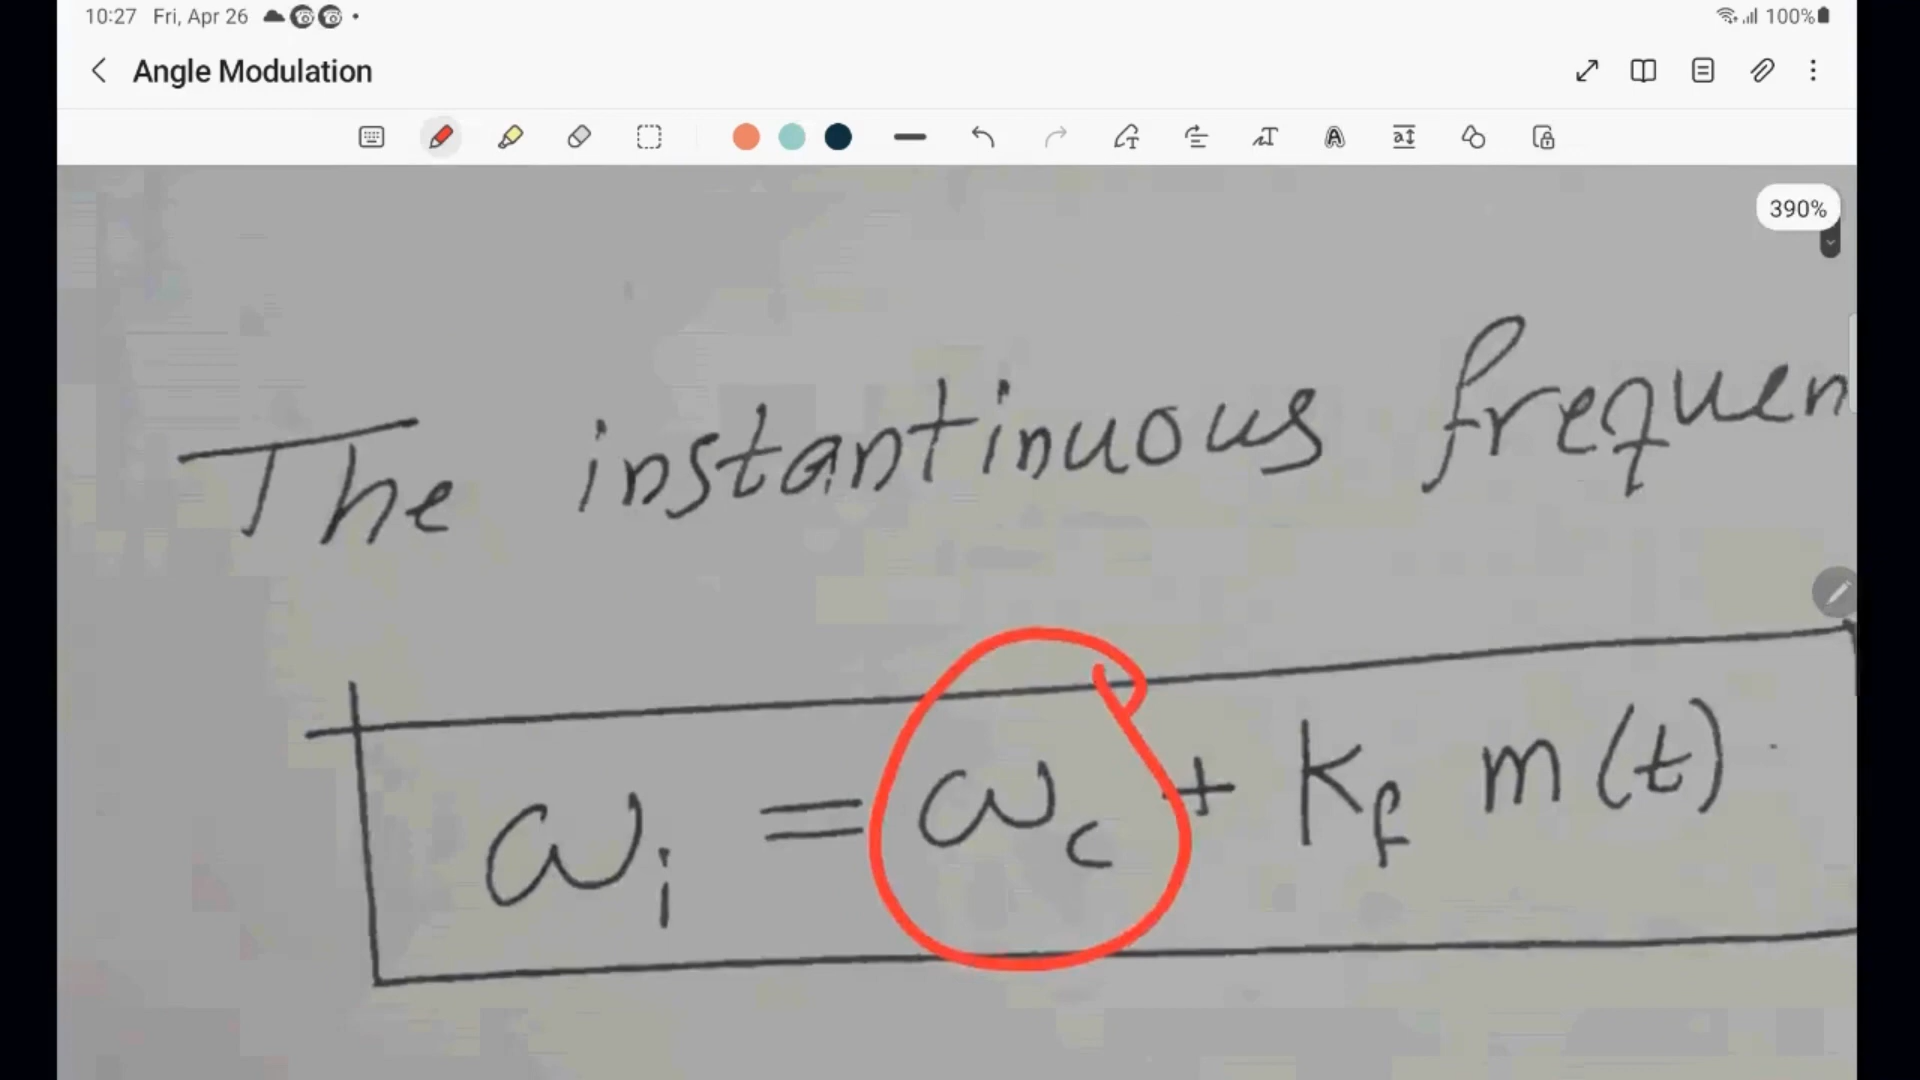 10:27 Fri, Apr 26 100%
Angle Modulation
390%
The instantinuous frequen
ωi = ωc + kf m(t)